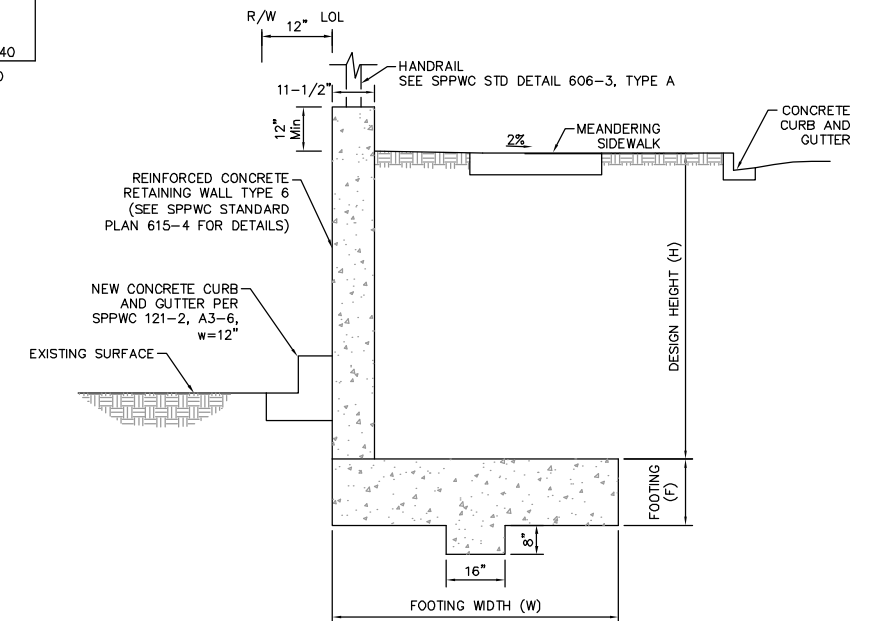 40
R/W LOL
12"
HANDRAIL
SEE SPPWC STD DETAIL 606-3, TYPE A
11-1/2"
12"
Min
2%
MEANDERING
SIDEWALK
CONCRETE
CURB AND
GUTTER
REINFORCED CONCRETE
RETAINING WALL TYPE 6
(SEE SPPWC STANDARD
PLAN 615-4 FOR DETAILS)
DESIGN HEIGHT (H)
NEW CONCRETE CURB
AND GUTTER PER
SPPWC 121-2, A3-6,
w=12"
EXISTING SURFACE
FOOTING
(F)
8"
16"
FOOTING WIDTH (W)